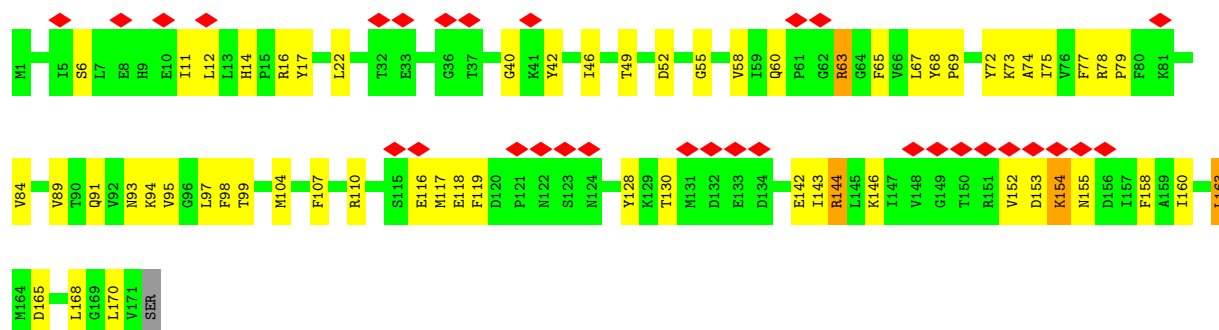 M1 I5 S6 L7 E8 H9 E10 I11 L12 L13 H14 P15 R16 Y17 L22 T32 E33 G36 T37 G40 K41 Y42 I46 T49 D52 G55 V58 I59 Q60 P61 G62 R63 G64 F65 V66 L67 Y68 P69 Y72 K73 A74 I75 V76 F77 R78 P79 F80 K81
V84 V89 T90 Q91 V92 N93 K94 V95 G96 L97 F98 T99 M104 F107 R110 S115 E116 M117 E118 F119 D120 P121 N122 S123 N124 Y128 K129 T130 M131 D132 E133 D134 E142 I143 R144 L145 K146 I147 V148 G149 T150 R151 V152 D153 K154 N155 D156 I157 F158 A159 I160
M164 D165 L168 G169 L170 V171 SER